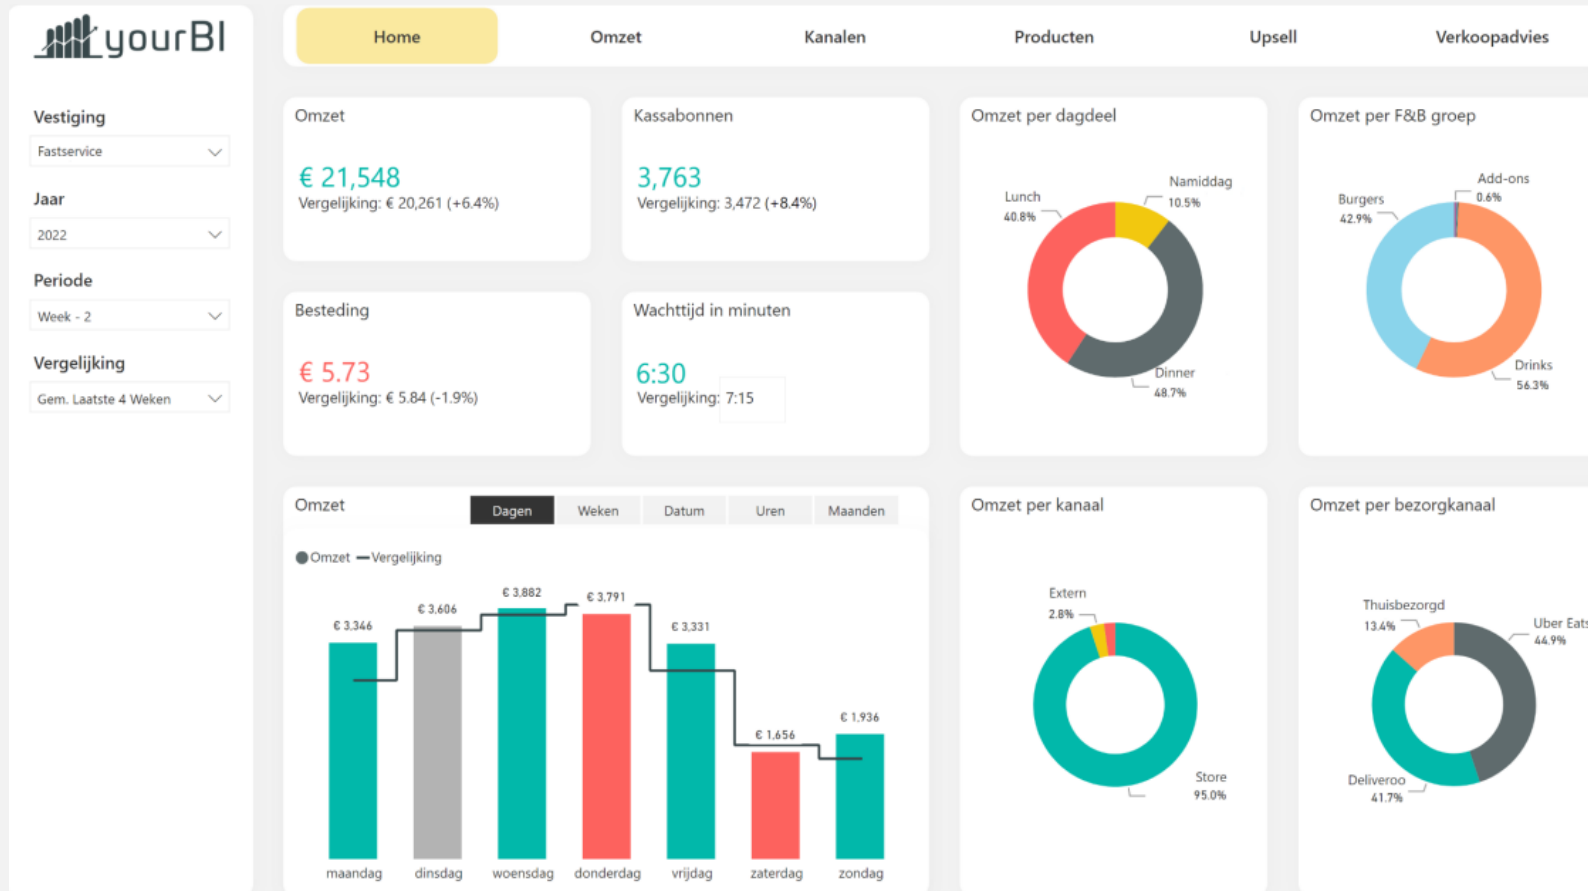 yourBI
Home
Omzet
Kanalen
Producten
Upsell
Verkoopadvies
Vestiging
Fastservice
Jaar
2022
Periode
Week - 2
Vergelijking
Gem. Laatste 4 Weken
Omzet
€ 21,548
Vergelijking: € 20,261 (+6.4%)
Kassabonnen
3,763
Vergelijking: 3,472 (+8.4%)
Besteding
€ 5.73
Vergelijking: € 5.84 (-1.9%)
Wachttijd in minuten
6:30
Vergelijking: 7:15
Omzet per dagdeel
Lunch
40.8%
Namiddag
10.5%
Dinner
48.7%
Omzet per F&B groep
Burgers
42.9%
Add-ons
0.6%
Drinks
56.3%
Omzet
Dagen
Weken
Datum
Uren
Maanden
Omzet
Vergelijking
€ 3,346
€ 3,606
€ 3,882
€ 3,791
€ 3,331
€ 1,656
€ 1,936
maandag
dinsdag
woensdag
donderdag
vrijdag
zaterdag
zondag
Omzet per kanaal
Extern
2.8%
Store
95.0%
Omzet per bezorgkanaal
Thuisbezorgd
13.4%
Uber Eats
44.9%
Deliveroo
41.7%